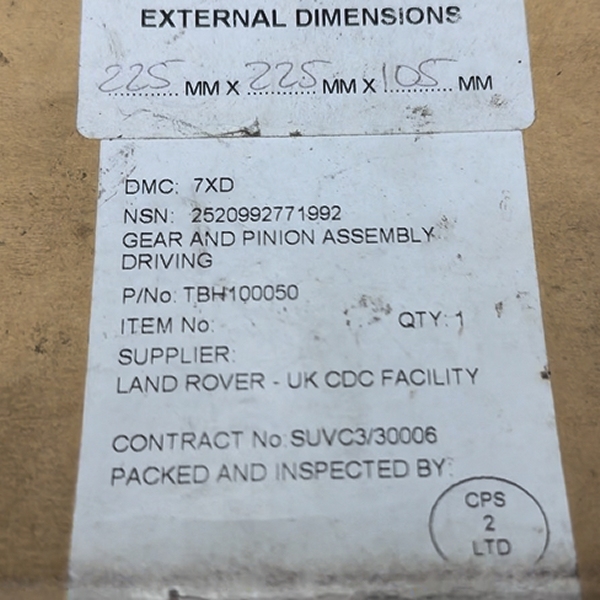 EXTERNAL DIMENSIONS
225 MM X 225 MM X 105 MM
DMC: 7XD
NSN: 2520992771992
GEAR AND PINION ASSEMBLY
DRIVING
P/No: TBH100050
ITEM No: QTY: 1
SUPPLIER:
LAND ROVER - UK CDC FACILITY
CONTRACT No: SUVC3/30006
PACKED AND INSPECTED BY:
CPS
2
LTD